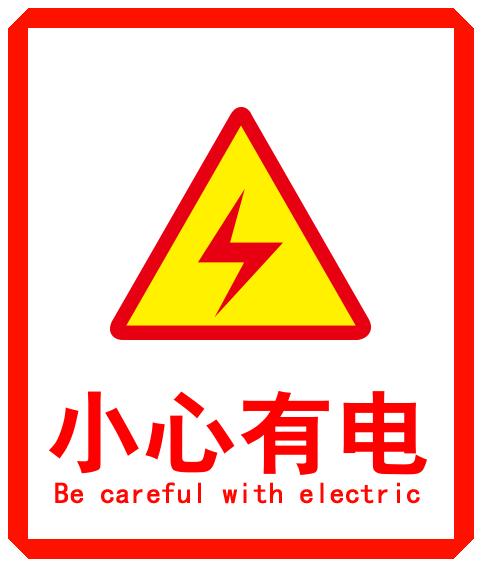 小心有电
Be careful with electric